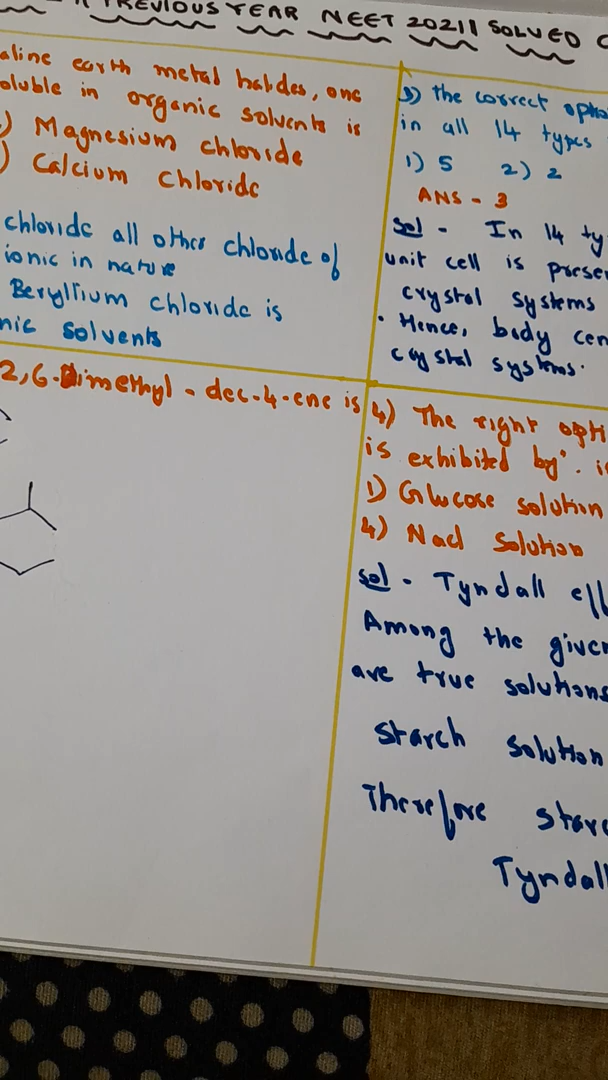 PREVIOUS YEAR NEET 2021 || SOLVED
aline earth metal halides, one
oluble in organic solvents is
) Magnesium chloride
) Calcium Chloride
chloride all other chloride of
ionic in nature
Beryllium chloride is
nic solvents
2,6-Dimethyl - dec-4-ene is
3) The correct optio
in all 14 types
1) 5 2) 2
ANS - 3
Sol - In 14 ty
unit cell is presen
crystal systems
. Hence, body cen
crystal systems.
4) The right opti
is exhibited by'. is
1) Glucose solution
4) Nacl Solution
Sol - Tyndall eff
Among the given
are true solutions
Starch solution
Therefore starc
Tyndall